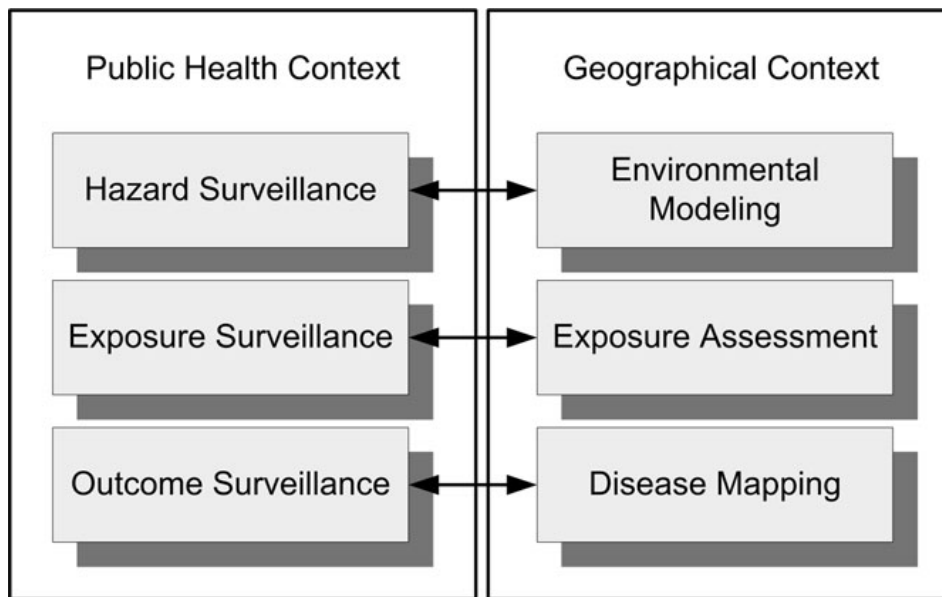 Public Health Context
Hazard Surveillance
Exposure Surveillance
Outcome Surveillance
Geographical Context
Environmental
Modeling
Exposure Assessment
Disease Mapping